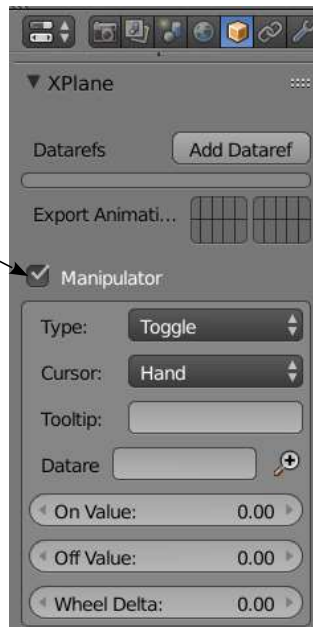 XPlane
Datarefs Add Dataref
Export Animati...
Manipulator
Type: Toggle
Cursor: Hand
Tooltip:
Datare
On Value: 0.00
Off Value: 0.00
Wheel Delta: 0.00